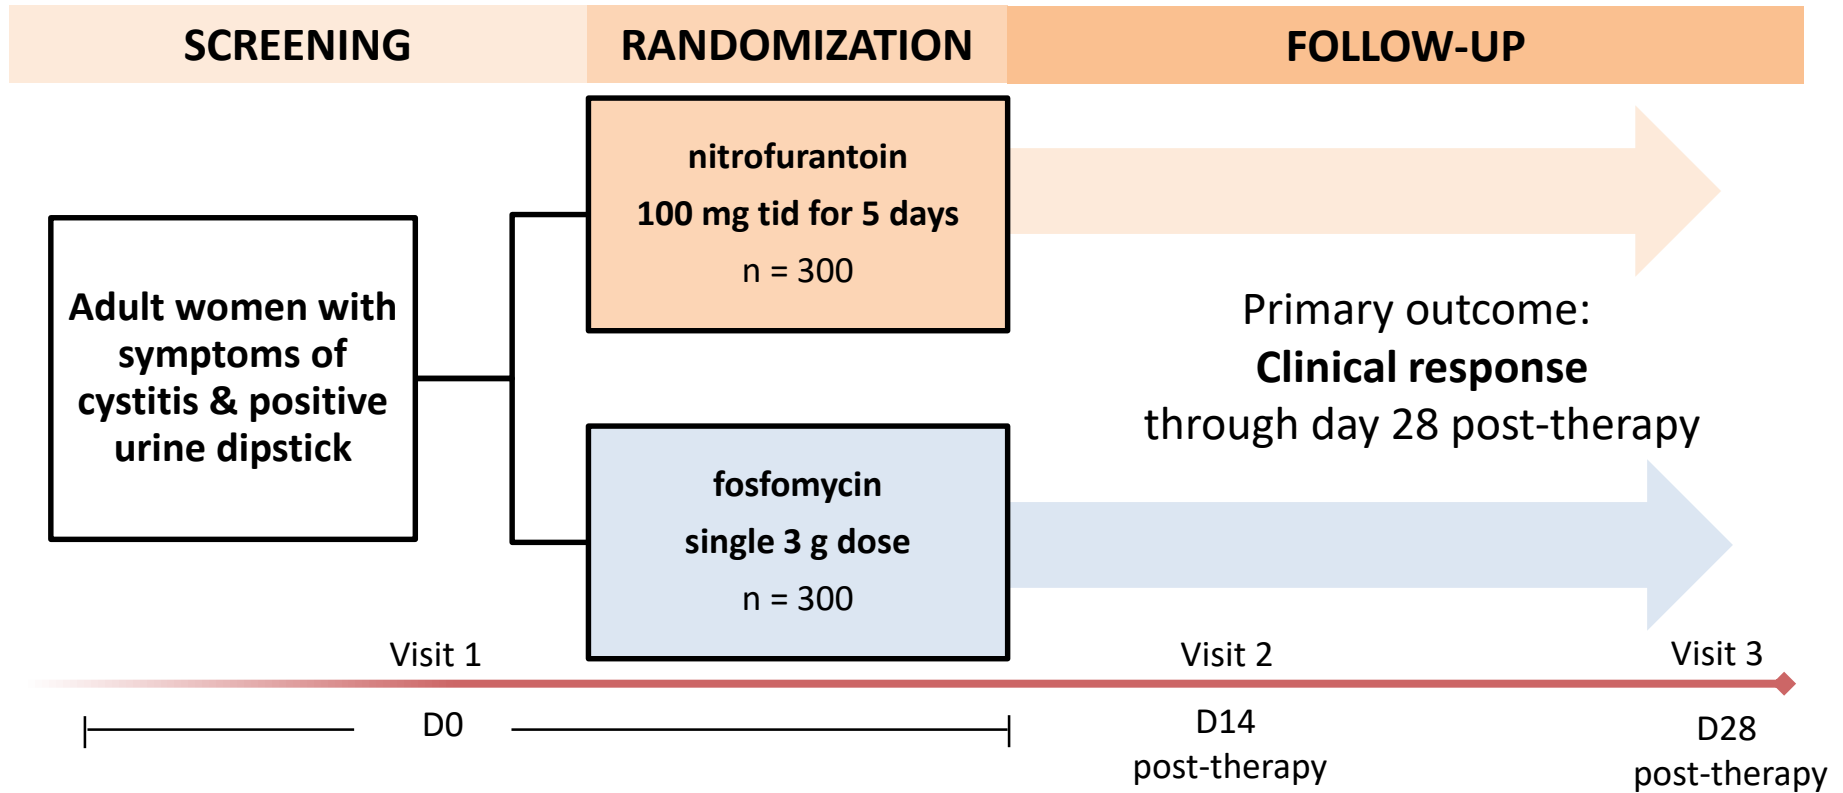 SCREENING
RANDOMIZATION
FOLLOW-UP
Adult women with
symptoms of
cystitis & positive
urine dipstick
nitrofurantoin
100 mg tid for 5 days
n = 300
fosfomycin
single 3 g dose
n = 300
Primary outcome:
Clinical response
through day 28 post-therapy
Visit 1
Visit 2
Visit 3
D0
D14
post-therapy
D28
post-therapy